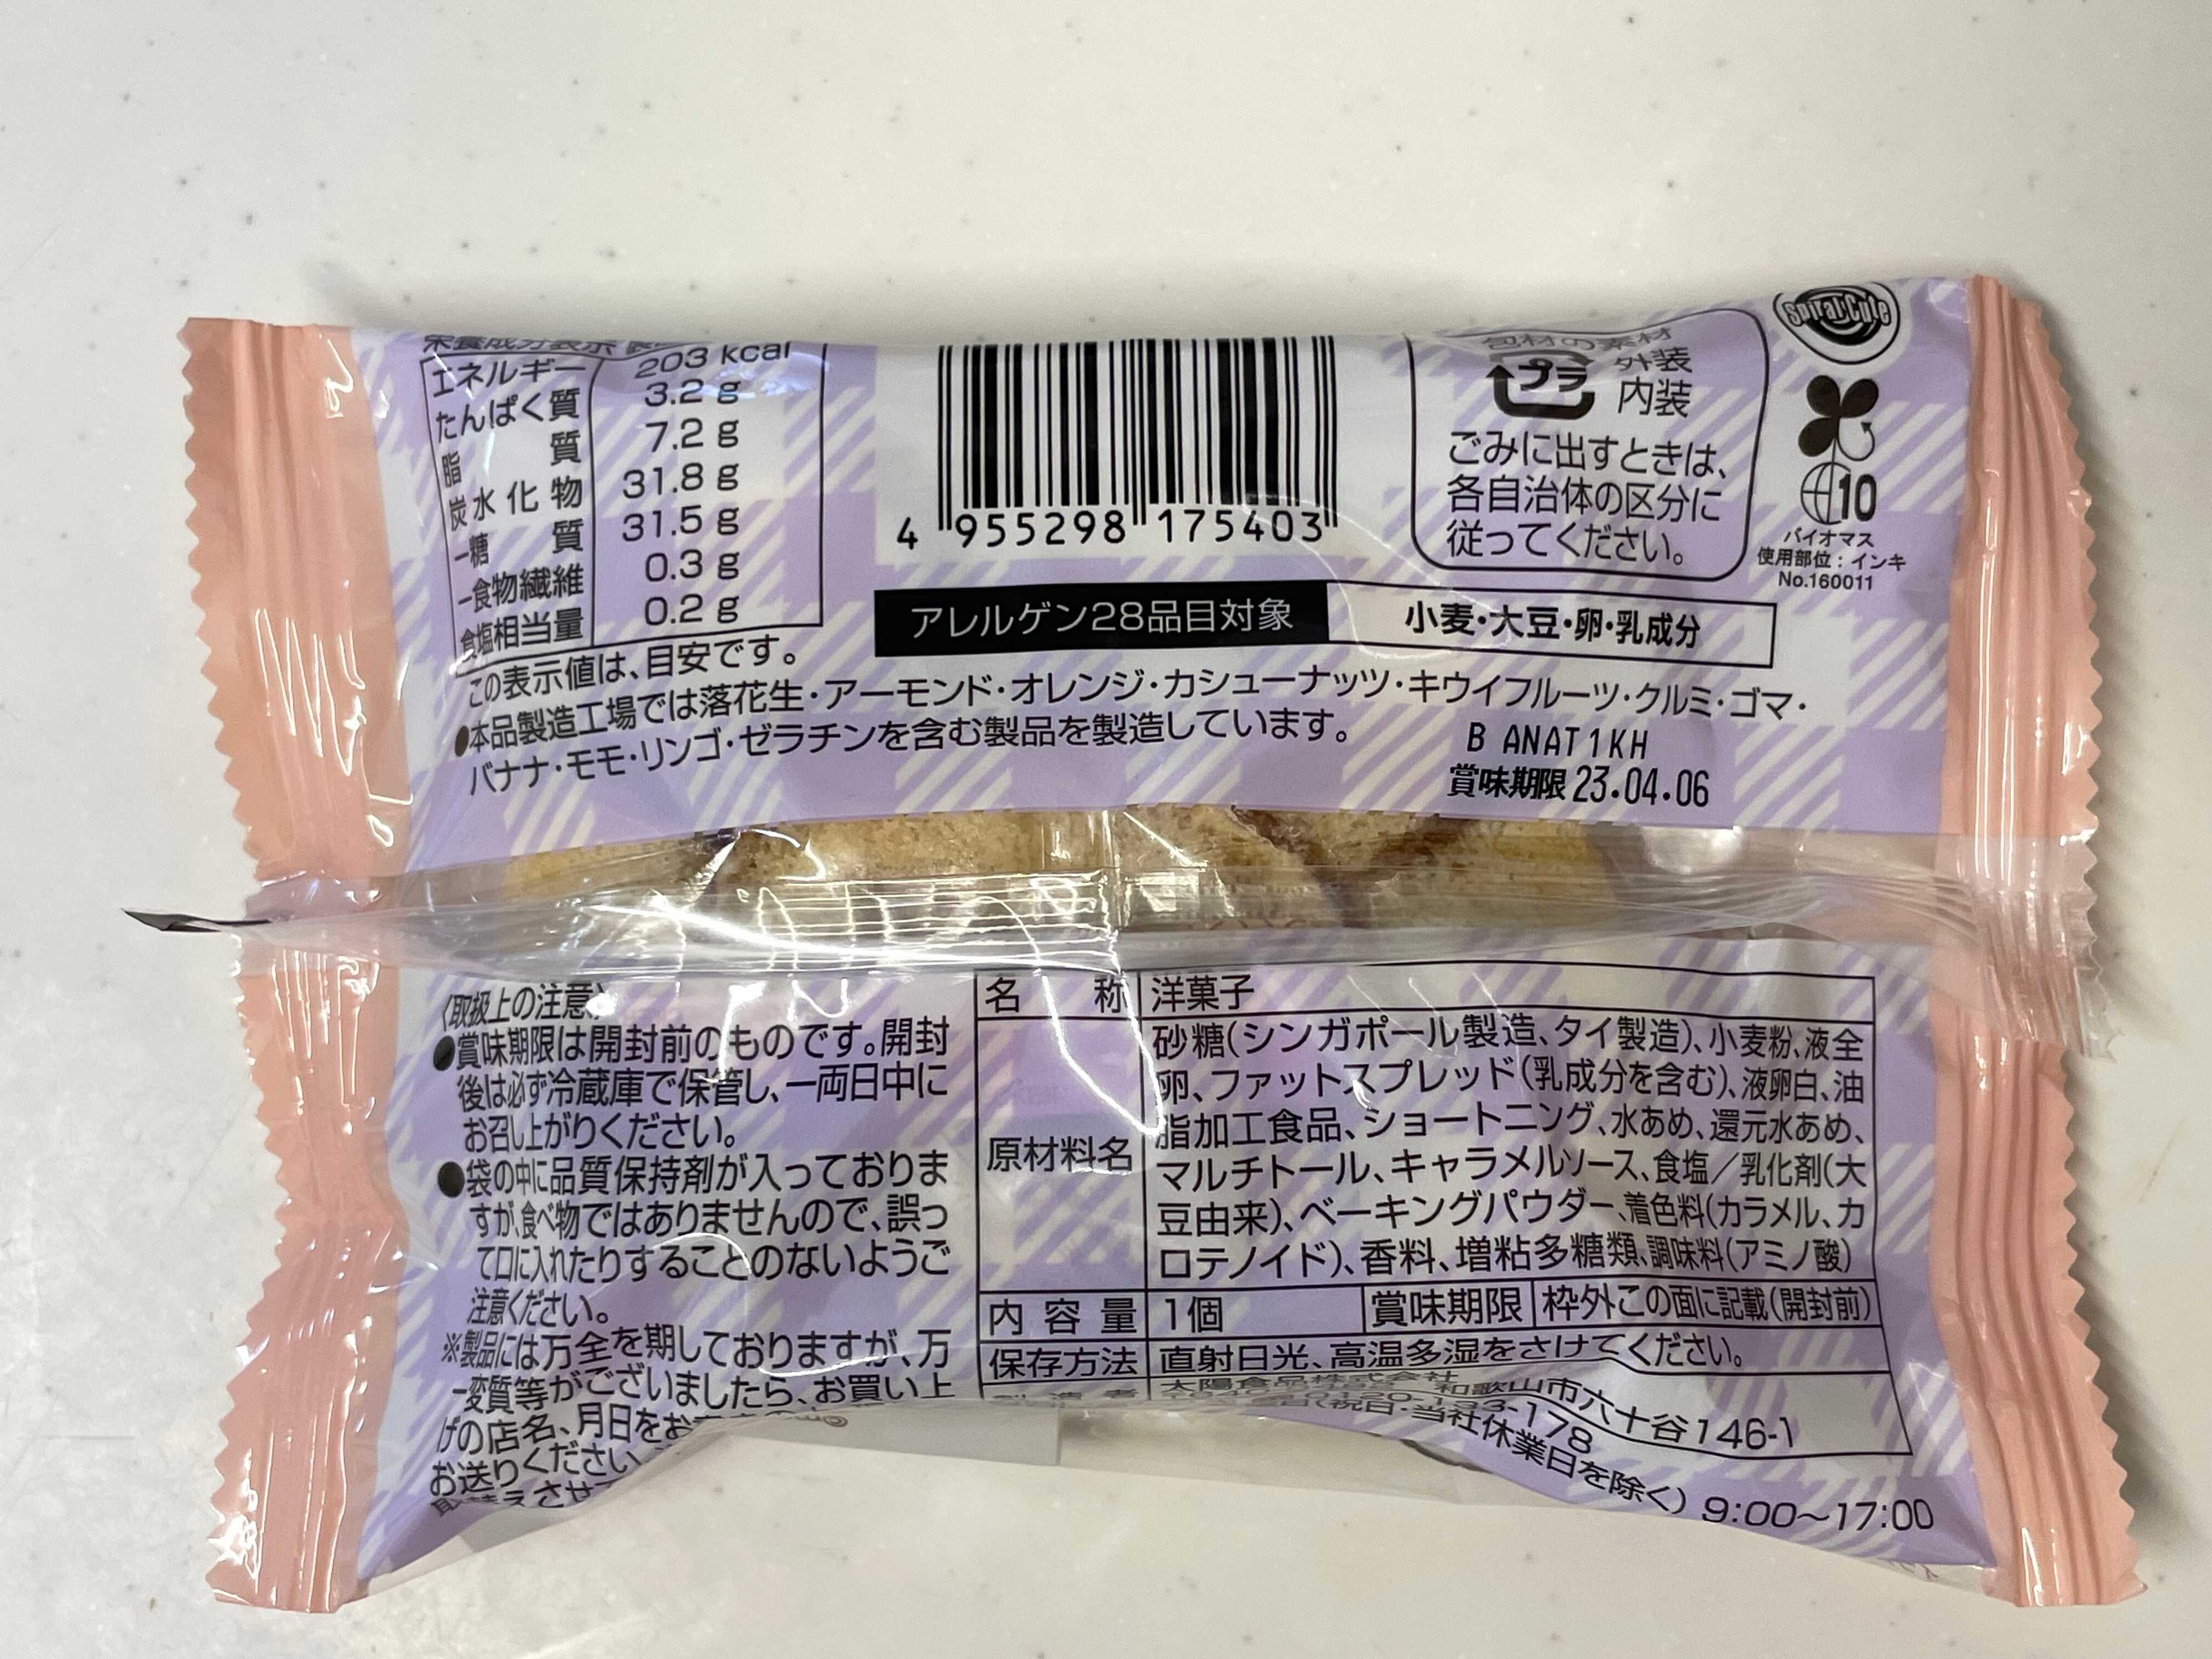 栄養成分表示
エネルギー 203 kcal
たんぱく質 3.2 g
脂質 7.2 g
炭水化物 31.8 g
－糖質 31.5 g
－食物繊維 0.3 g
食塩相当量 0.2 g
この表示値は、目安です。
4 955298 175403
包材の素材
プラ
外装
内装
ごみに出すときは、
各自治体の区分に
従ってください。
Spiral Cute
10
バイオマス
使用部位：インキ
No.160011
アレルゲン28品目対象 小麦・大豆・卵・乳成分
●本品製造工場では落花生・アーモンド・オレンジ・カシューナッツ・キウイフルーツ・クルミ・ゴマ・
バナナ・モモ・リンゴ・ゼラチンを含む製品を製造しています。
B ANAT1KH
賞味期限 23.04.06
〈取扱上の注意〉
●賞味期限は開封前のものです。開封
後は必ず冷蔵庫で保管し、一両日中に
お召し上がりください。
●袋の中に品質保持剤が入っておりま
すが、食べ物ではありませんので、誤っ
て口に入れたりすることのないようご
注意ください。
※製品には万全を期しておりますが、万
一変質等がございましたら、お買い上
げの店名、月日をお
お送りください
取替えさせ
名称 洋菓子
原材料名 砂糖(シンガポール製造、タイ製造)、小麦粉、液全
卵、ファットスプレッド(乳成分を含む)、液卵白、油
脂加工食品、ショートニング、水あめ、還元水あめ、
マルチトール、キャラメルソース、食塩／乳化剤(大
豆由来)、ベーキングパウダー、着色料(カラメル、カ
ロテノイド)、香料、増粘多糖類、調味料(アミノ酸)
内容量 1個 賞味期限 枠外この面に記載(開封前)
保存方法 直射日光、高温多湿をさけてください。
製造者 太陽食品株式会社
和歌山市六十谷146-1
0120-133-178
(祝日・当社休業日を除く) 9:00〜17:00